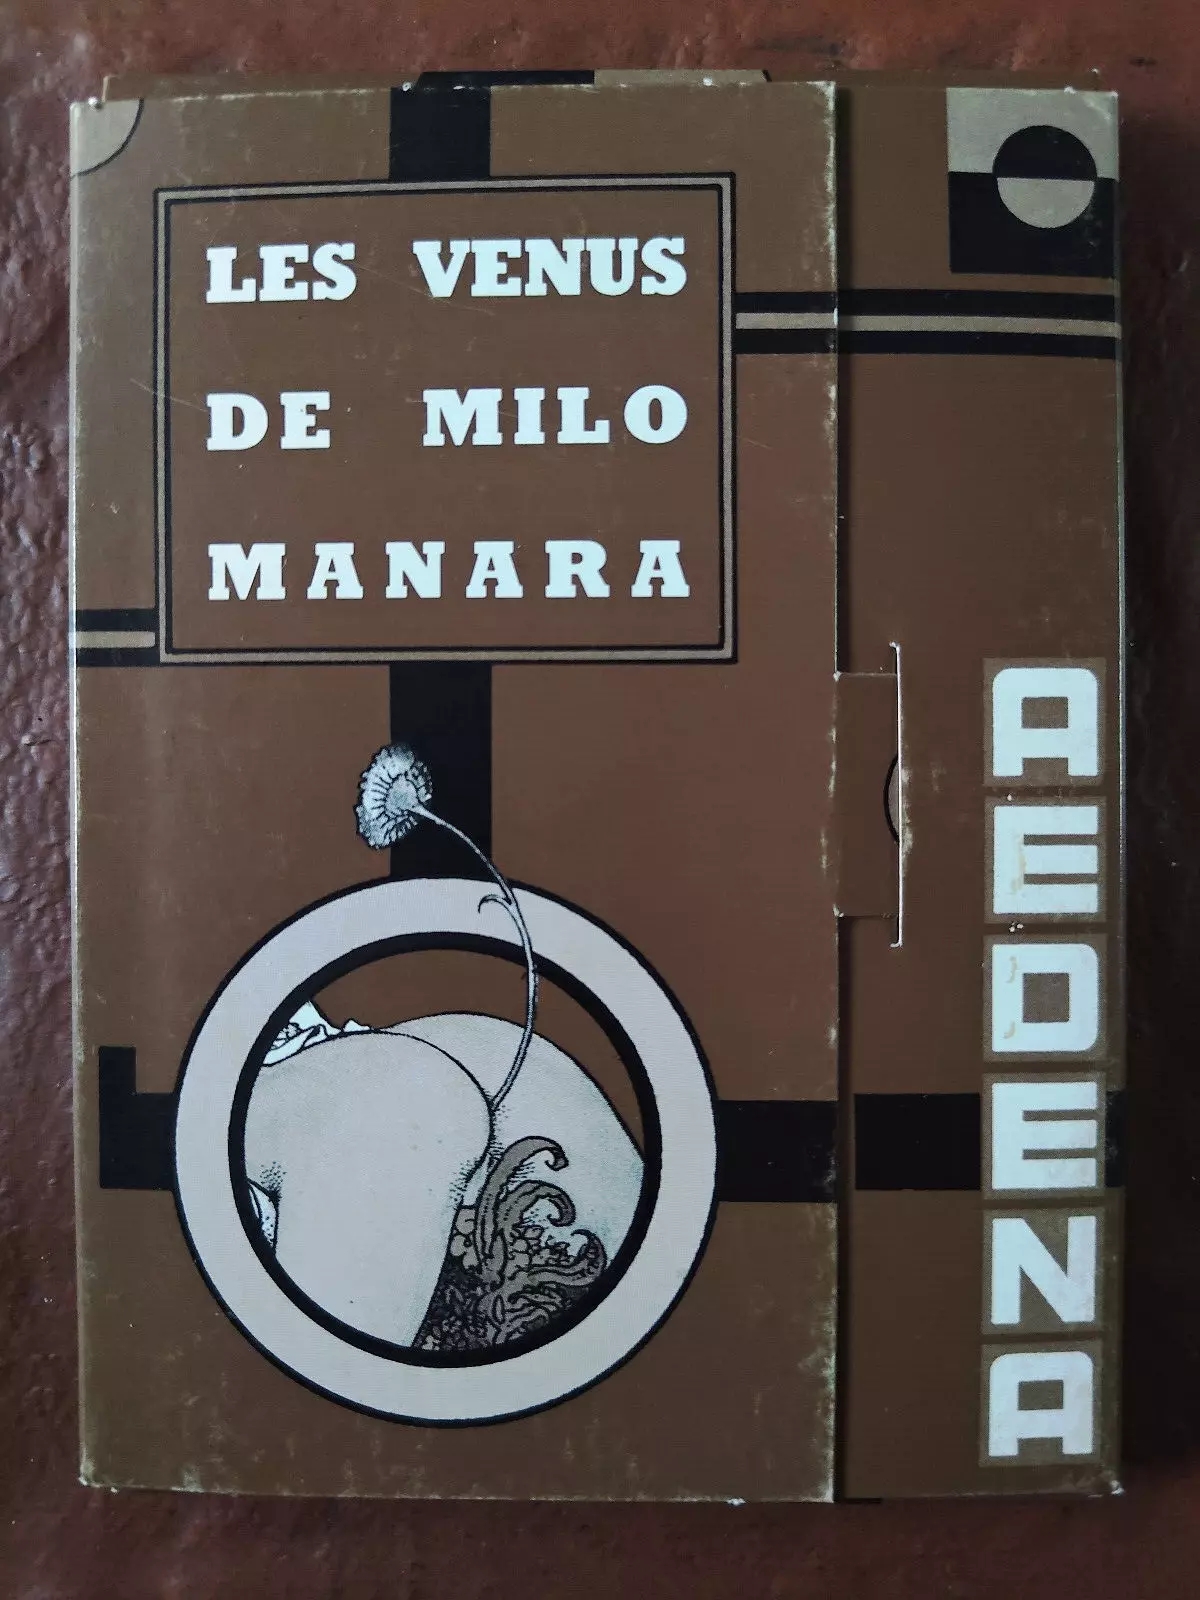 LES VENUS
DE MILO
MANARA
AEDENA